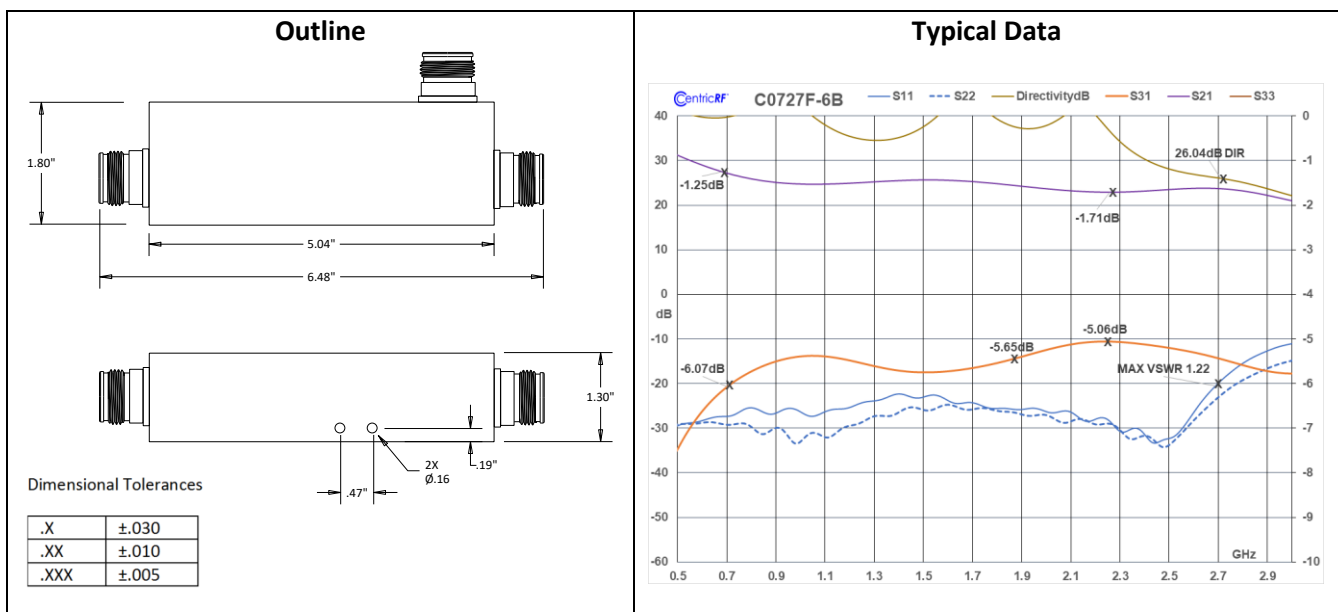 Outline
1.80"
5.04"
6.48"
1.30"
.19"
2X
Ø.16
.47"
Dimensional Tolerances
.X ±.030
.XX ±.010
.XXX ±.005
Typical Data
CentricRF™ C0727F-6B S11 S22 DirectivitydB S31 S21 S33
40 0
30 -1
20 -2
10 -3
0 -4
dB
-10 -5
-20 -6
-30 -7
-40 -8
-50 -9
-60 -10
26.04dB DIR
-1.25dB
-1.71dB
-5.06dB
-5.65dB
-6.07dB
MAX VSWR 1.22
GHz
0.5 0.7 0.9 1.1 1.3 1.5 1.7 1.9 2.1 2.3 2.5 2.7 2.9